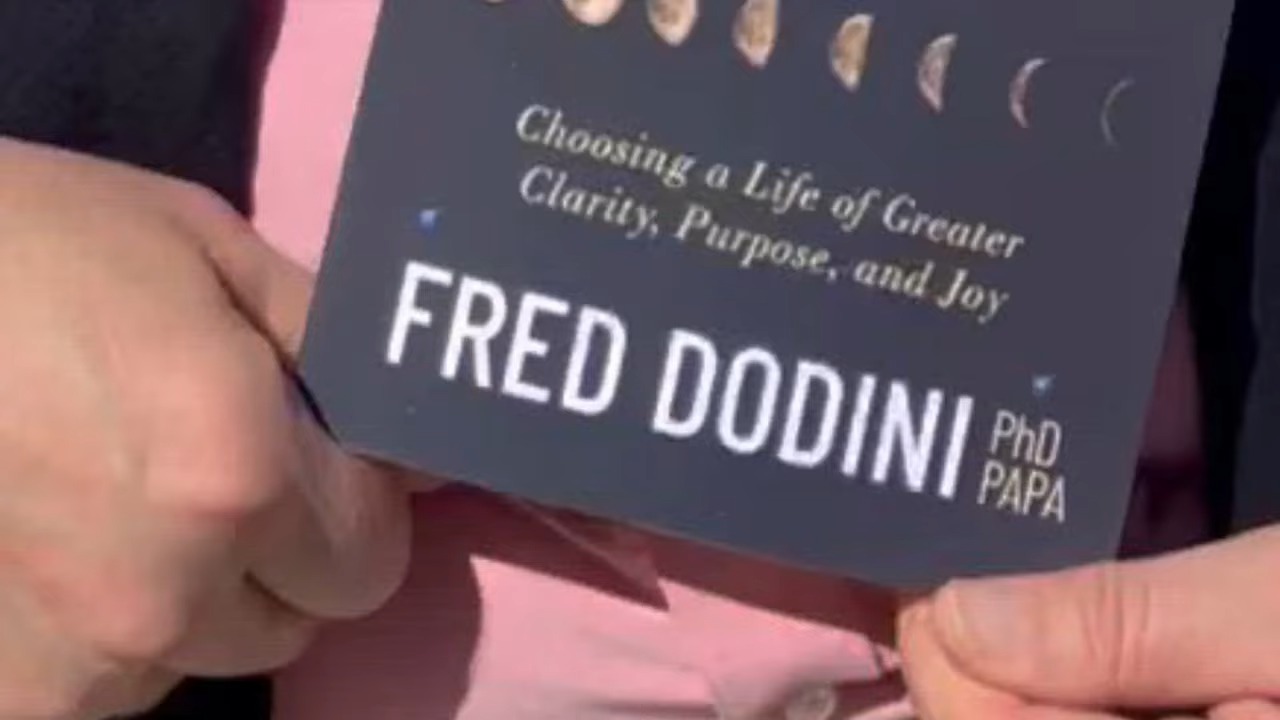 Choosing a Life of Greater
Clarity, Purpose, and Joy
FRED DODINI PhD
PAPA